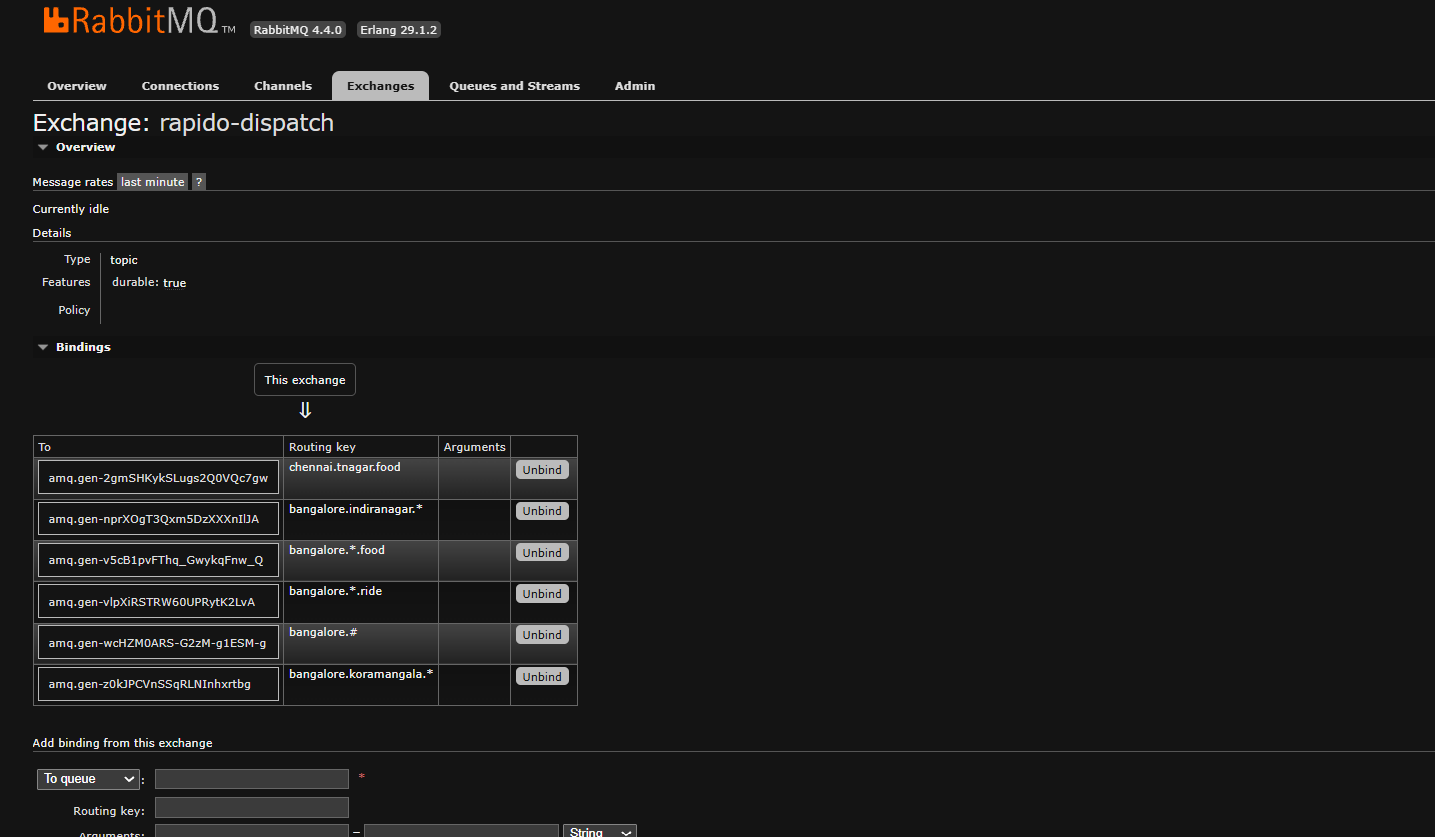 RabbitMQ TM RabbitMQ 4.4.0 Erlang 29.1.2
Overview Connections Channels Exchanges Queues and Streams Admin
Exchange: rapido-dispatch
Overview
Message rates last minute ?
Currently idle
Details
Type topic
Features durable: true
Policy
Bindings
This exchange
⇓
To Routing key Arguments
amq.gen-2gmSHKykSLugs2Q0VQc7gw chennai.tnagar.food Unbind
amq.gen-nprXOgT3Qxm5DzXXXnIlJA bangalore.indiranagar.* Unbind
amq.gen-v5cB1pvFThq_GwykqFnw_Q bangalore.*.food Unbind
amq.gen-vlpXiRSTRW60UPRytK2LvA bangalore.*.ride Unbind
amq.gen-wcHZM0ARS-G2zM-g1ESM-g bangalore.# Unbind
amq.gen-z0kJPCVnSSqRLNInhxrtbg bangalore.koramangala.* Unbind
Add binding from this exchange
To queue : *
Routing key:
Arguments: = String